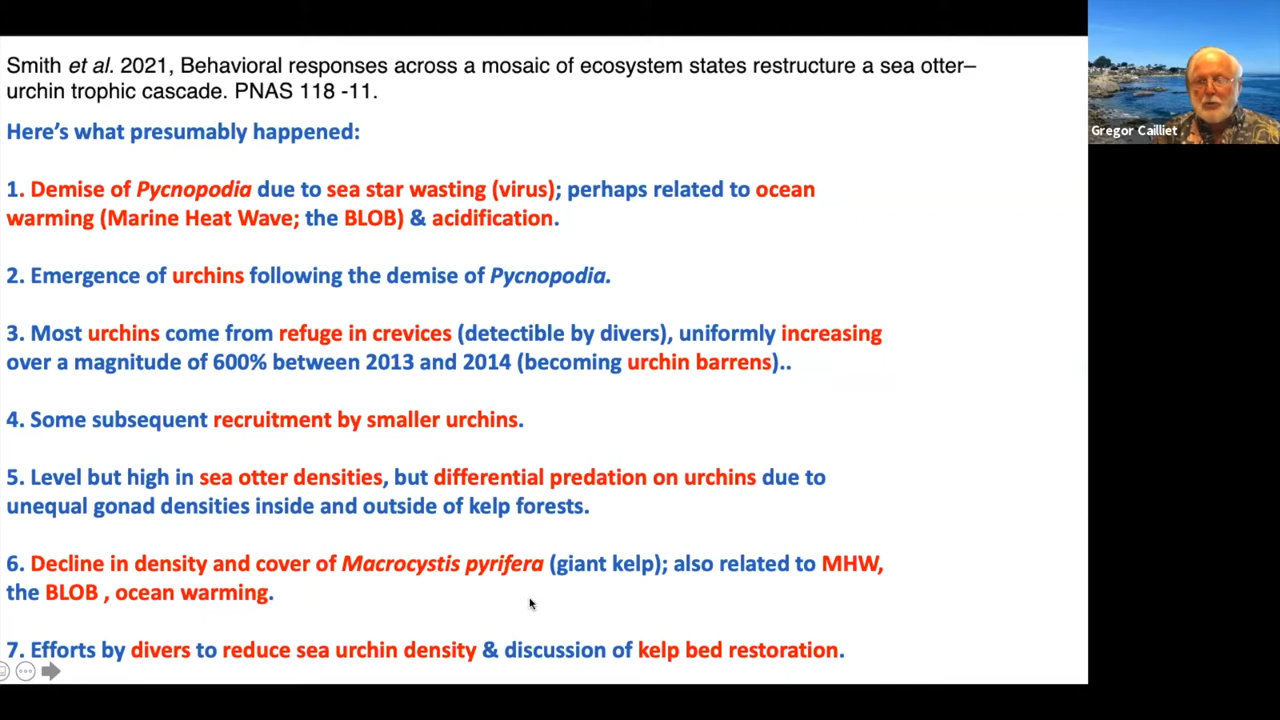 Smith et al. 2021, Behavioral responses across a mosaic of ecosystem states restructure a sea otter–
urchin trophic cascade. PNAS 118 -11.
Here’s what presumably happened:
1. Demise of Pycnopodia due to sea star wasting (virus); perhaps related to ocean
warming (Marine Heat Wave; the BLOB) & acidification.
2. Emergence of urchins following the demise of Pycnopodia.
3. Most urchins come from refuge in crevices (detectible by divers), uniformly increasing
over a magnitude of 600% between 2013 and 2014 (becoming urchin barrens)..
4. Some subsequent recruitment by smaller urchins.
5. Level but high in sea otter densities, but differential predation on urchins due to
unequal gonad densities inside and outside of kelp forests.
6. Decline in density and cover of Macrocystis pyrifera (giant kelp); also related to MHW,
the BLOB , ocean warming.
7. Efforts by divers to reduce sea urchin density & discussion of kelp bed restoration.
Gregor Cailliet